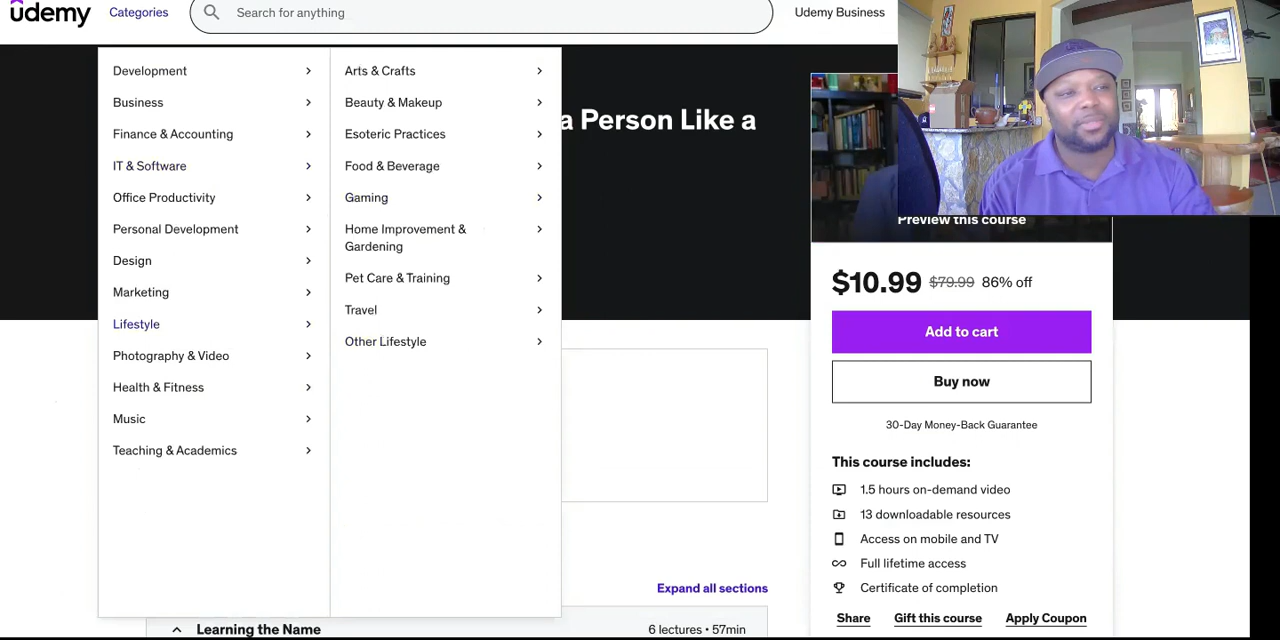 udemy
Categories
Search for anything
Udemy Business
Development
Business
Finance & Accounting
IT & Software
Office Productivity
Personal Development
Design
Marketing
Lifestyle
Photography & Video
Health & Fitness
Music
Teaching & Academics
Arts & Crafts
Beauty & Makeup
Esoteric Practices
Food & Beverage
Gaming
Home Improvement &
Gardening
Pet Care & Training
Travel
Other Lifestyle
a Person Like a
Preview this course
$10.99 $79.99 86% off
Add to cart
Buy now
30-Day Money-Back Guarantee
This course includes:
1.5 hours on-demand video
13 downloadable resources
Access on mobile and TV
Full lifetime access
Certificate of completion
Share Gift this course Apply Coupon
Expand all sections
Learning the Name 6 lectures • 57min